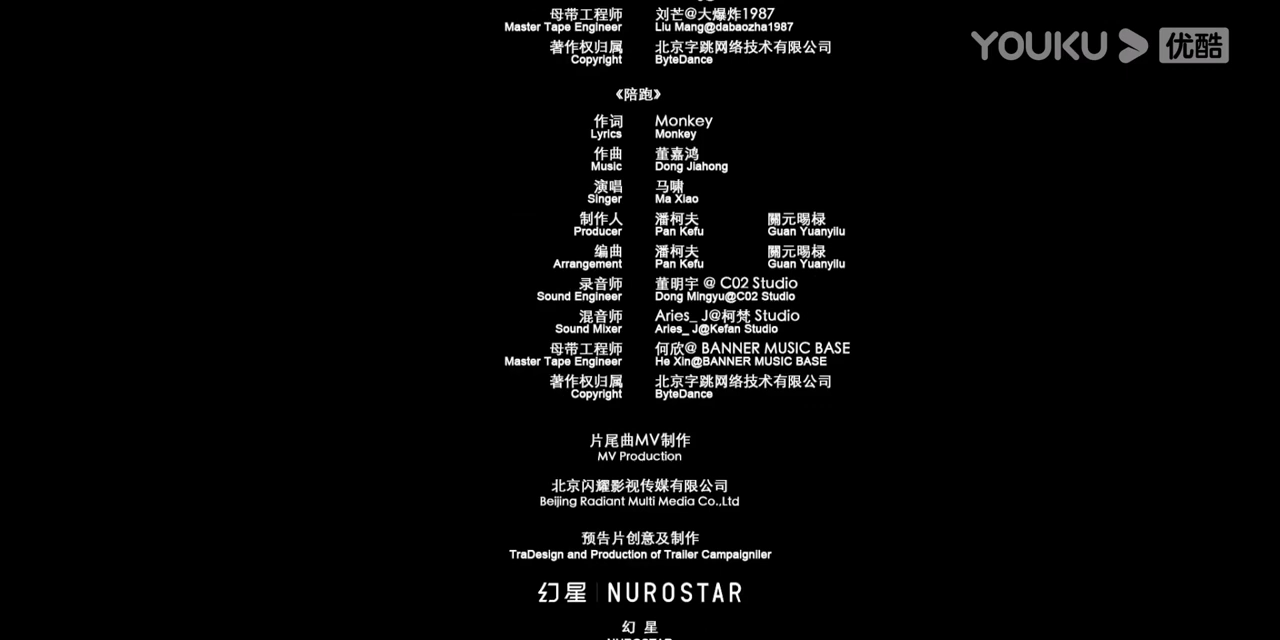 母带工程师 刘芒@大爆炸1987
Master Tape Engineer Liu Mang@dabaozha1987
著作权归属 北京字跳网络技术有限公司
Copyright ByteDance
YOUKU 优酷
《陪跑》
作词 Monkey
Lyrics Monkey
作曲 董嘉鸿
Music Dong Jiahong
演唱 马啸
Singer Ma Xiao
制作人 潘柯夫 關元晹椂
Producer Pan Kefu Guan Yuanyilu
编曲 潘柯夫 關元晹椂
Arrangement Pan Kefu Guan Yuanyilu
录音师 董明宇 @ C02 Studio
Sound Engineer Dong Mingyu@C02 Studio
混音师 Aries_ J@柯梵 Studio
Sound Mixer Aries_ J@Kefan Studio
母带工程师 何欣@ BANNER MUSIC BASE
Master Tape Engineer He Xin@BANNER MUSIC BASE
著作权归属 北京字跳网络技术有限公司
Copyright ByteDance
片尾曲MV制作
MV Production
北京闪耀影视传媒有限公司
Beijing Radiant Multi Media Co.,Ltd
预告片创意及制作
TraDesign and Production of Trailer Campaignller
幻星 NUROSTAR
幻 星